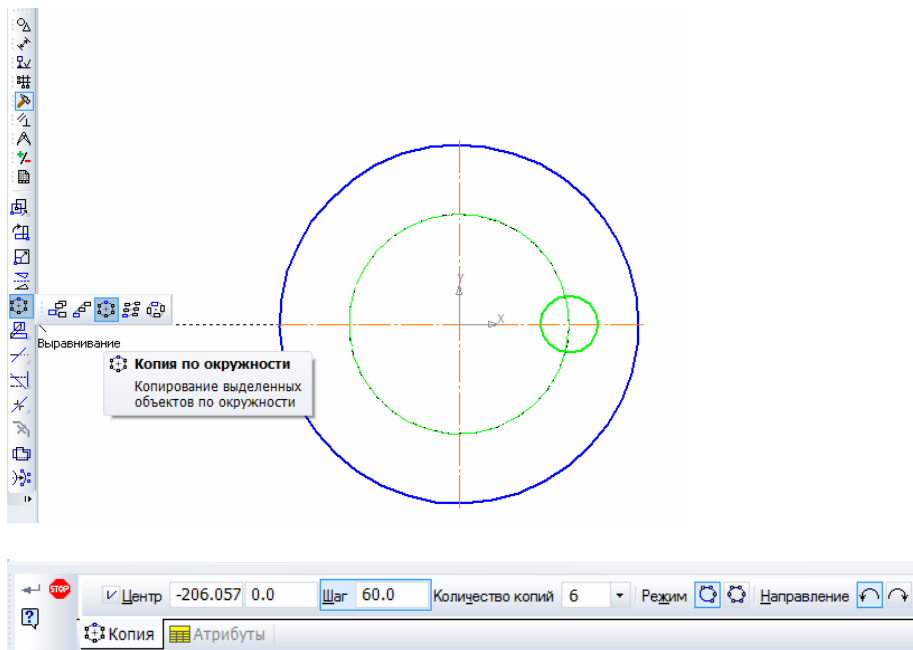 Y
X
Выравнивание
Копия по окружности
Копирование выделенных
объектов по окружности
STOP Центр -206.057 0.0 Шаг 60.0 Количество копий 6 Режим Направление
?
Копия Атрибуты